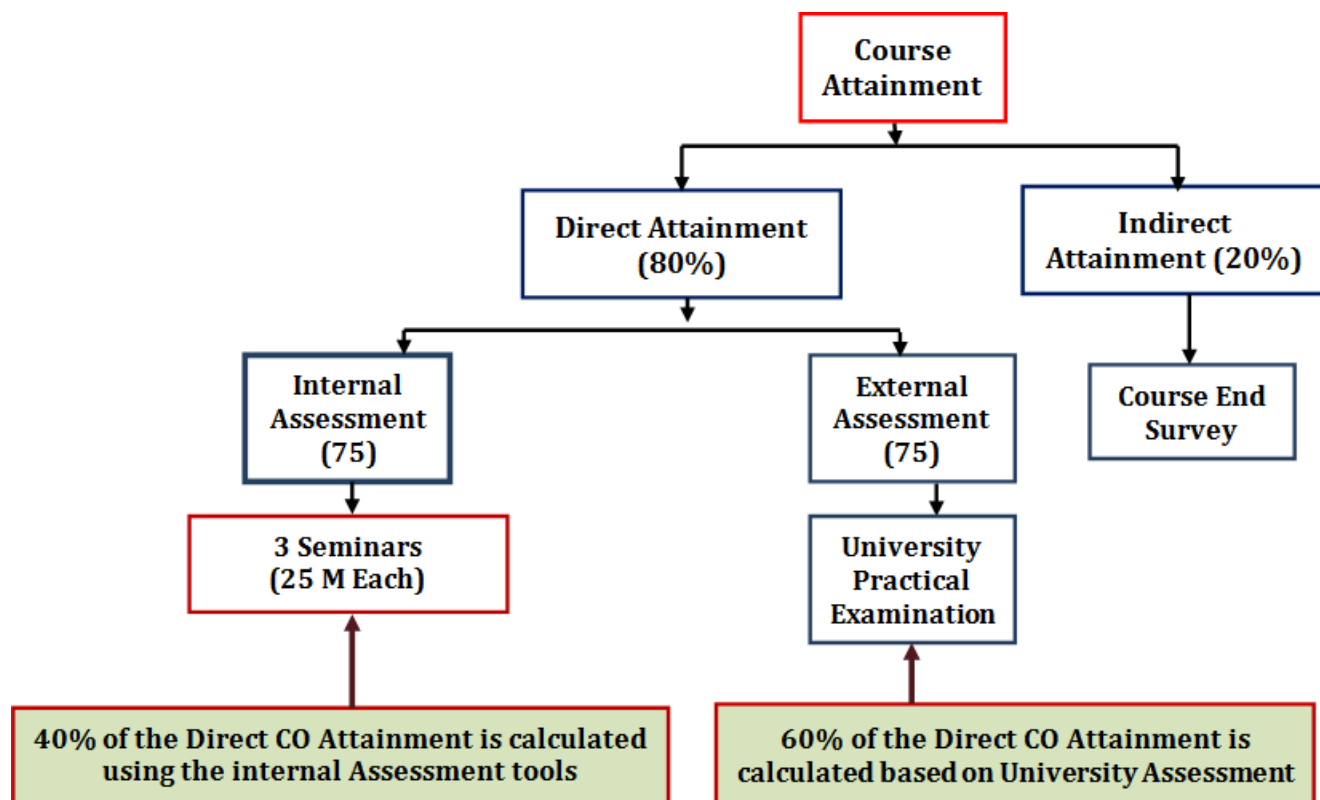 Course
Attainment
Direct Attainment
(80%)
Indirect
Attainment (20%)
Internal
Assessment
(75)
External
Assessment
(75)
Course End
Survey
3 Seminars
(25 M Each)
University
Practical
Examination
40% of the Direct CO Attainment is calculated
using the internal Assessment tools
60% of the Direct CO Attainment is
calculated based on University Assessment